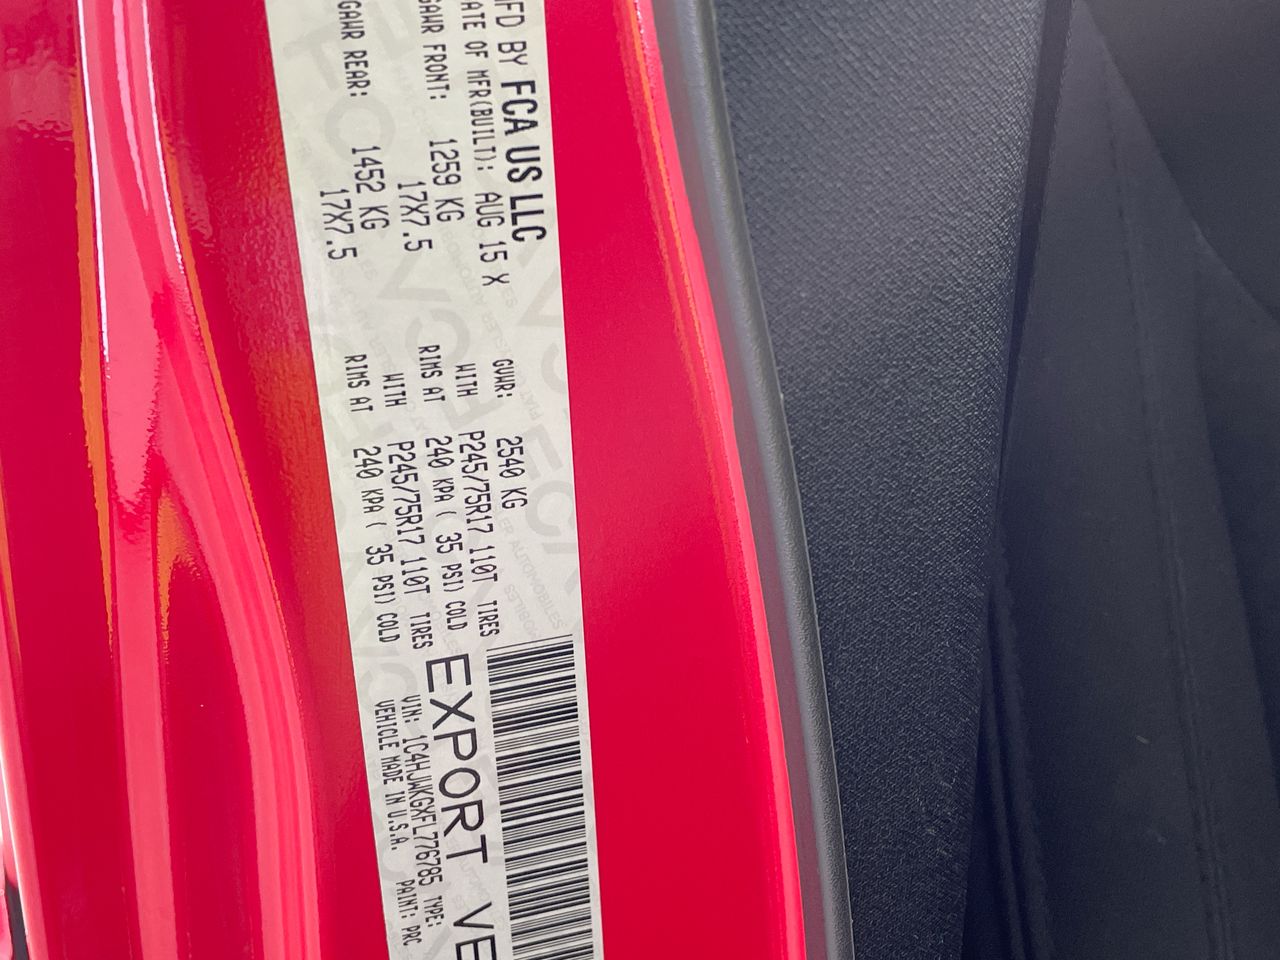 FD BY FCA US LLC
ATE OF MFR(BUILT): AUG 15 X GVWR: 2540 KG
GAWR FRONT: 1259 KG WITH P245/75R17 110T TIRES
17X7.5 RIMS AT 240 KPA ( 35 PSI) COLD
GAWR REAR: 1452 KG WITH P245/75R17 110T TIRES
17X7.5 RIMS AT 240 KPA ( 35 PSI) COLD
EXPORT VE
VIN: 1C4HJWKGXFL776785 TYPE:
VEHICLE MADE IN U.S.A. PAINT: PRC